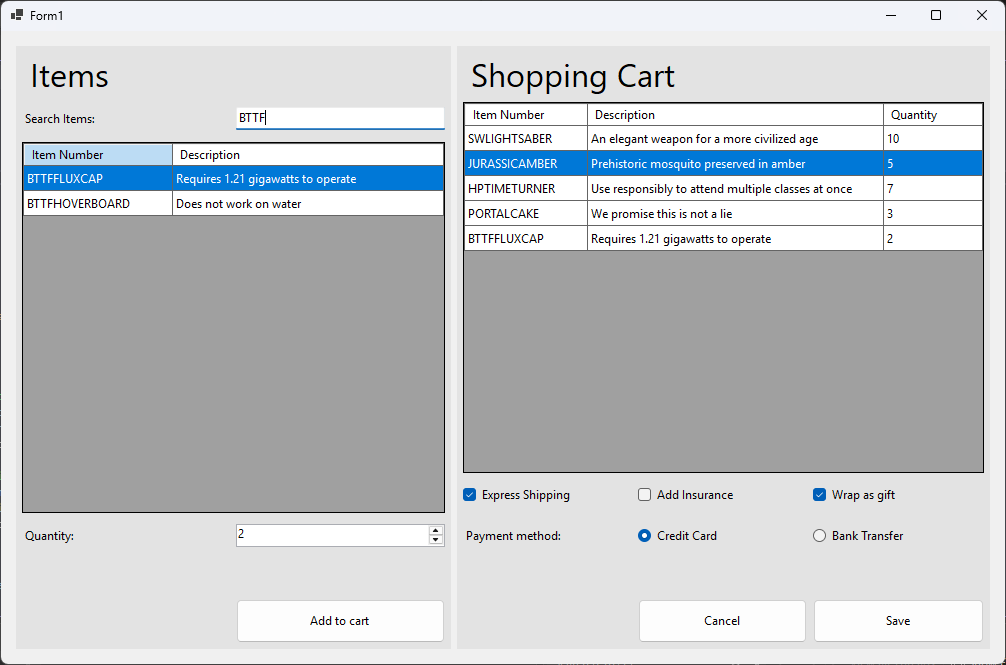 Form1
Items
Search Items: BTTF
Item Number Description
BTTFFLUXCAP Requires 1.21 gigawatts to operate
BTTFHOVERBOARD Does not work on water
Quantity: 2
Add to cart
Shopping Cart
Item Number Description Quantity
SWLIGHTSABER An elegant weapon for a more civilized age 10
JURASSICAMBER Prehistoric mosquito preserved in amber 5
HPTIMETURNER Use responsibly to attend multiple classes at once 7
PORTALCAKE We promise this is not a lie 3
BTTFFLUXCAP Requires 1.21 gigawatts to operate 2
Express Shipping Add Insurance Wrap as gift
Payment method: Credit Card Bank Transfer
Cancel Save